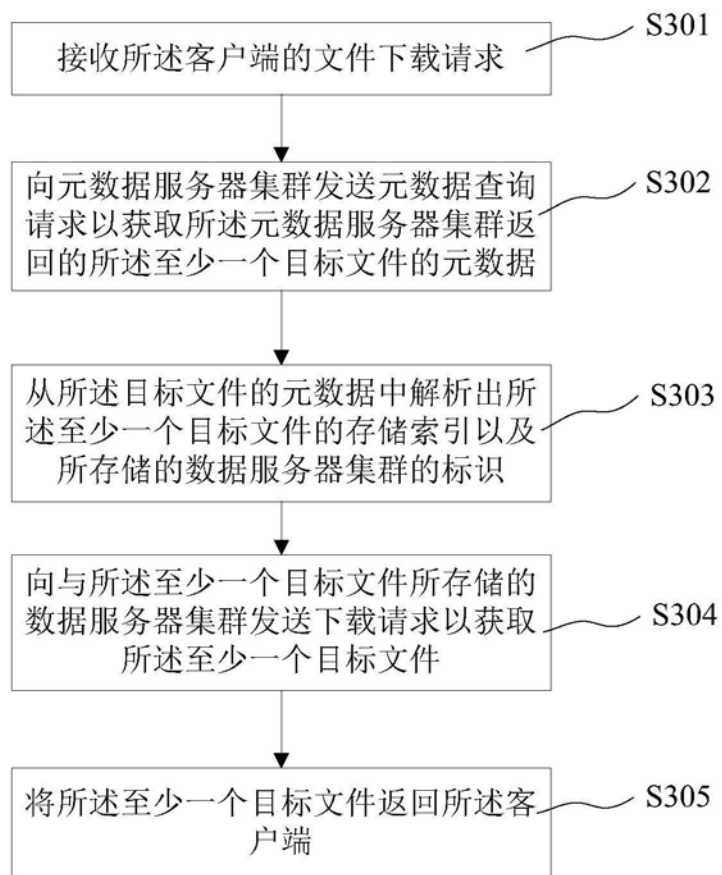 S301
接收所述客户端的文件下载请求
S302
向元数据服务器集群发送元数据查询
请求以获取所述元数据服务器集群返
回的所述至少一个目标文件的元数据
S303
从所述目标文件的元数据中解析出所
述至少一个目标文件的存储索引以及
所存储的数据服务器集群的标识
S304
向与所述至少一个目标文件所存储的
数据服务器集群发送下载请求以获取
所述至少一个目标文件
S305
将所述至少一个目标文件返回所述客
户端